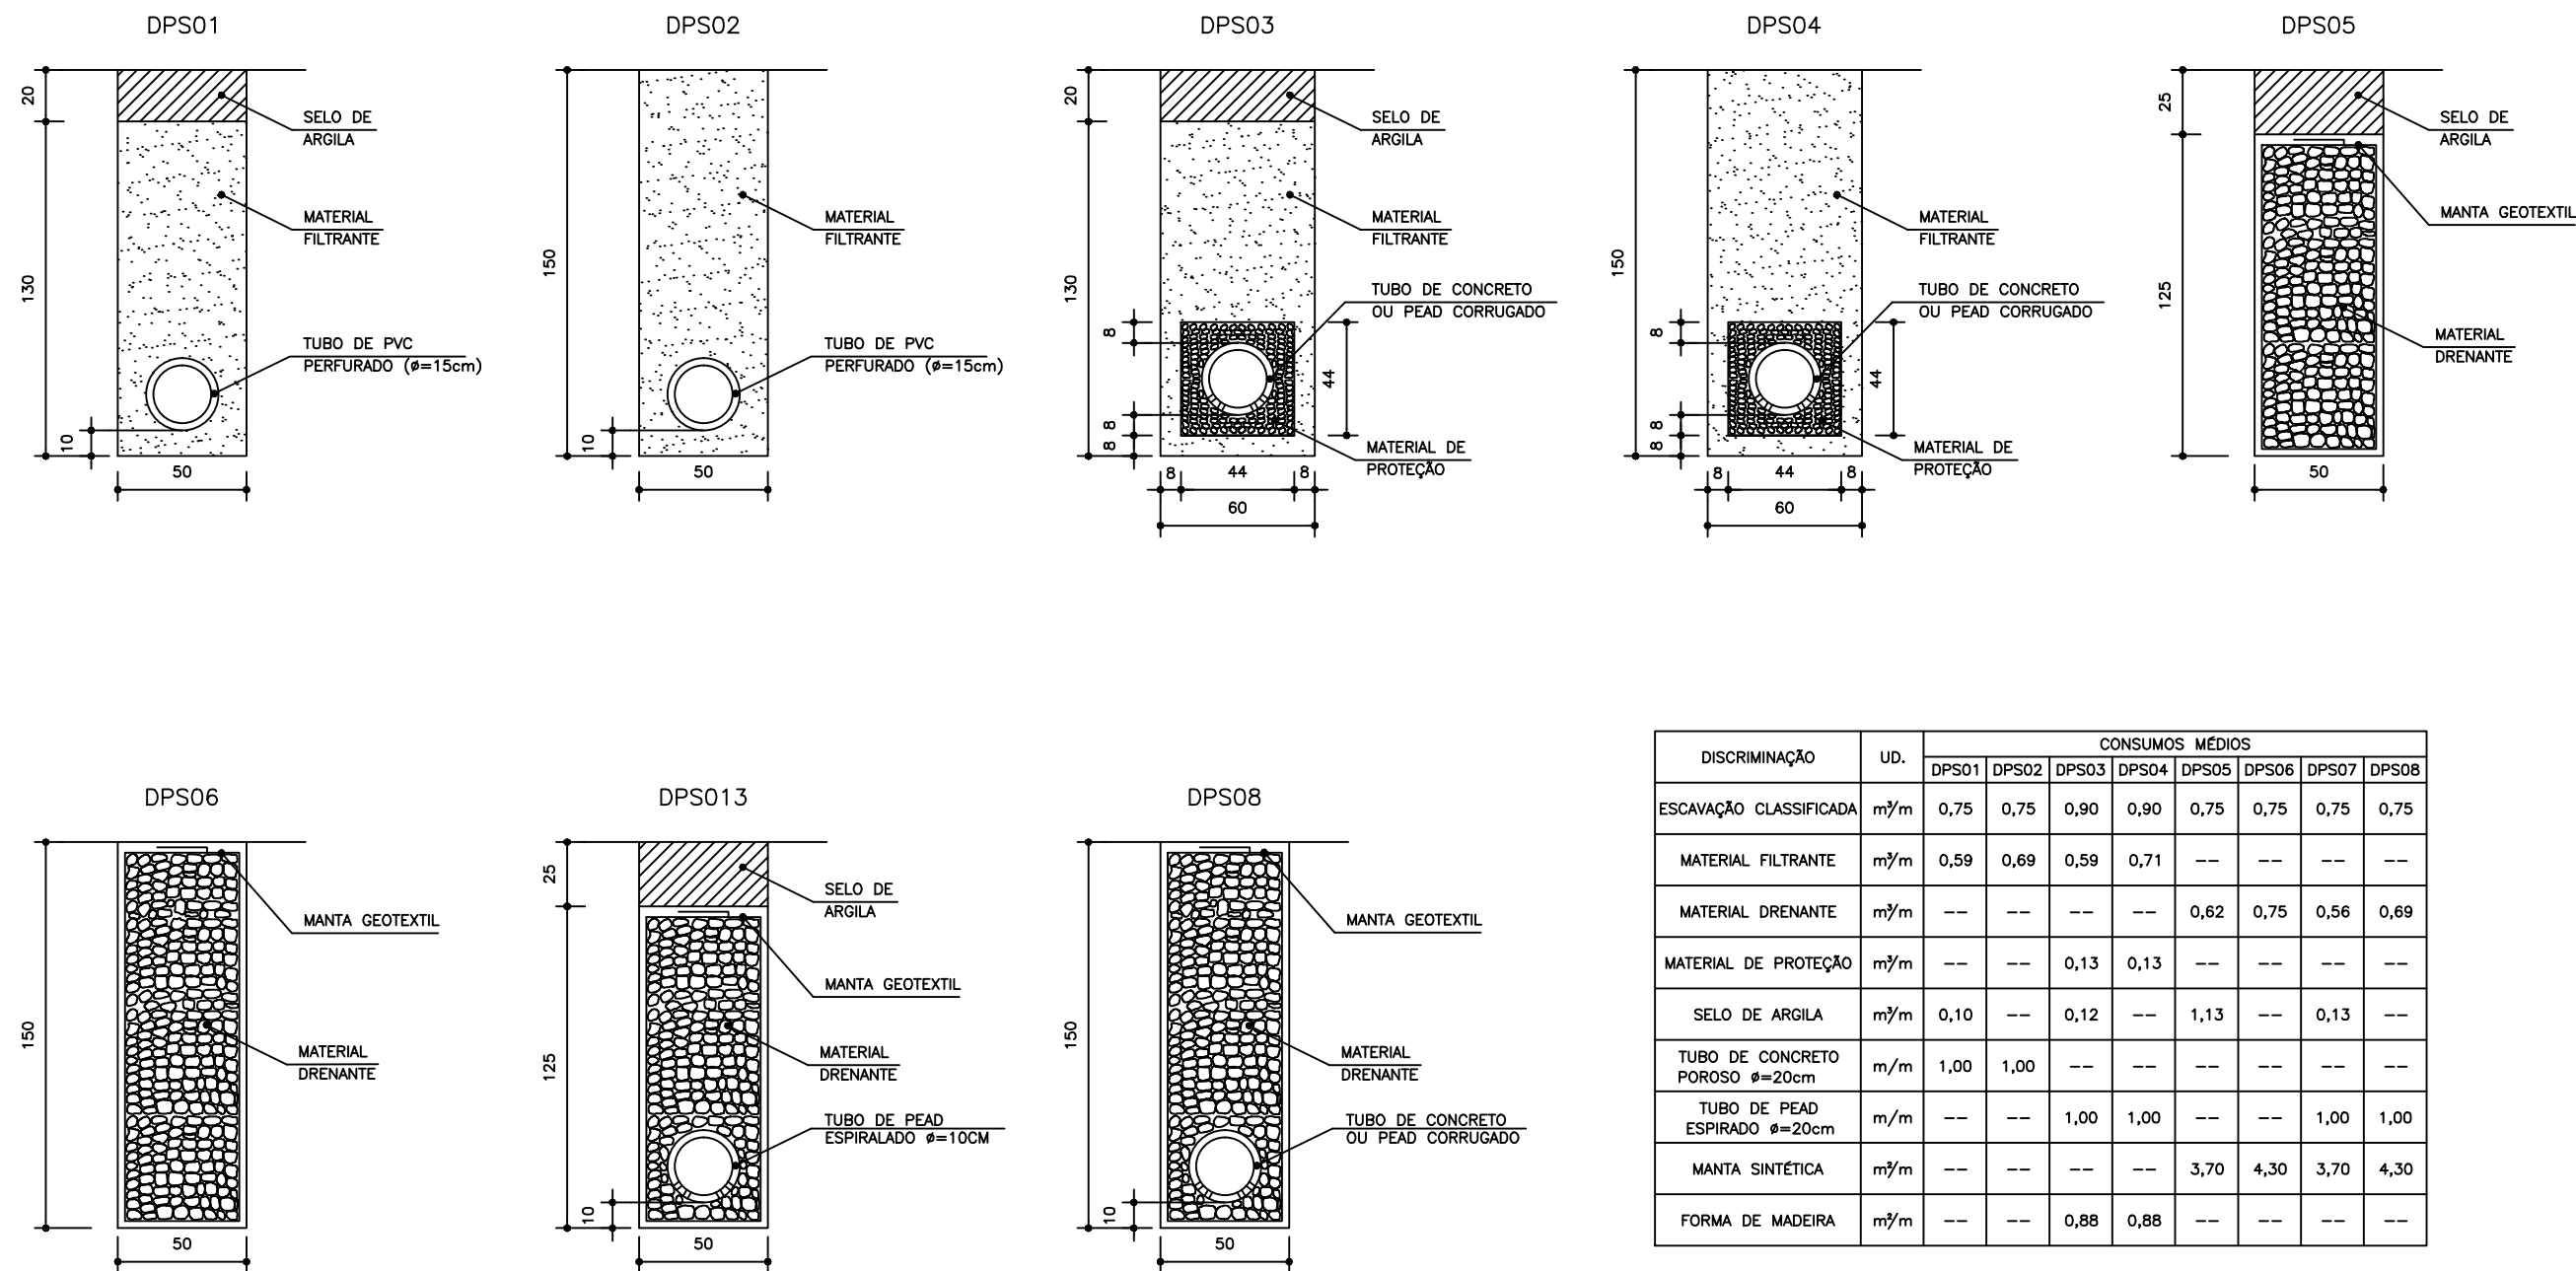 DPS01
20
130
10
50
SELO DE
ARGILA
MATERIAL
FILTRANTE
TUBO DE PVC
PERFURADO (ø=15cm)
DPS02
150
10
50
MATERIAL
FILTRANTE
TUBO DE PVC
PERFURADO (ø=15cm)
DPS03
20
130
8
8
8
44
8 44 8
60
SELO DE
ARGILA
MATERIAL
FILTRANTE
TUBO DE CONCRETO
OU PEAD CORRUGADO
MATERIAL DE
PROTEÇÃO
DPS04
150
8
8
8
44
8 44 8
60
MATERIAL
FILTRANTE
TUBO DE CONCRETO
OU PEAD CORRUGADO
MATERIAL DE
PROTEÇÃO
DPS05
25
125
50
SELO DE
ARGILA
MANTA GEOTEXTIL
MATERIAL
DRENANTE
DPS06
150
50
MANTA GEOTEXTIL
MATERIAL
DRENANTE
DPS013
25
125
10
50
SELO DE
ARGILA
MANTA GEOTEXTIL
MATERIAL
DRENANTE
TUBO DE PEAD
ESPIRALADO ø=10CM
DPS08
150
10
50
MANTA GEOTEXTIL
MATERIAL
DRENANTE
TUBO DE CONCRETO
OU PEAD CORRUGADO
DISCRIMINAÇÃO UD. CONSUMOS MÉDIOS
DPS01 DPS02 DPS03 DPS04 DPS05 DPS06 DPS07 DPS08
ESCAVAÇÃO CLASSIFICADA m³/m 0,75 0,75 0,90 0,90 0,75 0,75 0,75 0,75
MATERIAL FILTRANTE m³/m 0,59 0,69 0,59 0,71 -- -- -- --
MATERIAL DRENANTE m³/m -- -- -- -- 0,62 0,75 0,56 0,69
MATERIAL DE PROTEÇÃO m³/m -- -- 0,13 0,13 -- -- -- --
SELO DE ARGILA m³/m 0,10 -- 0,12 -- 1,13 -- 0,13 --
TUBO DE CONCRETO
POROSO ø=20cm m/m 1,00 1,00 -- -- -- -- -- --
TUBO DE PEAD
ESPIRADO ø=20cm m/m -- -- 1,00 1,00 -- -- 1,00 1,00
MANTA SINTÉTICA m²/m -- -- -- -- 3,70 4,30 3,70 4,30
FORMA DE MADEIRA m²/m -- -- 0,88 0,88 -- -- -- --